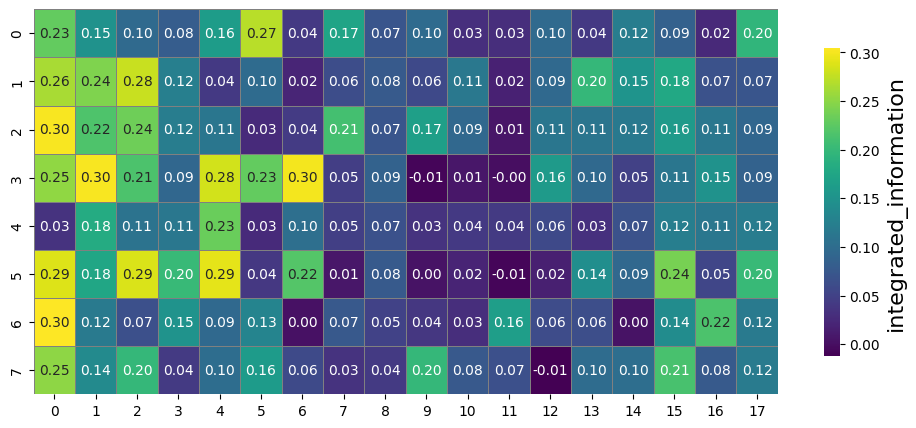 0 0.23 0.15 0.10 0.08 0.16 0.27 0.04 0.17 0.07 0.10 0.03 0.03 0.10 0.04 0.12 0.09 0.02 0.20
1 0.26 0.24 0.28 0.12 0.04 0.10 0.02 0.06 0.08 0.06 0.11 0.02 0.09 0.20 0.15 0.18 0.07 0.07
2 0.30 0.22 0.24 0.12 0.11 0.03 0.04 0.21 0.07 0.17 0.09 0.01 0.11 0.11 0.12 0.16 0.11 0.09
3 0.25 0.30 0.21 0.09 0.28 0.23 0.30 0.05 0.09 -0.01 0.01 -0.00 0.16 0.10 0.05 0.11 0.15 0.09
4 0.03 0.18 0.11 0.11 0.23 0.03 0.10 0.05 0.07 0.03 0.04 0.04 0.06 0.03 0.07 0.12 0.11 0.12
5 0.29 0.18 0.29 0.20 0.29 0.04 0.22 0.01 0.08 0.00 0.02 -0.01 0.02 0.14 0.09 0.24 0.05 0.20
6 0.30 0.12 0.07 0.15 0.09 0.13 0.00 0.07 0.05 0.04 0.03 0.16 0.06 0.06 0.00 0.14 0.22 0.12
7 0.25 0.14 0.20 0.04 0.10 0.16 0.06 0.03 0.04 0.20 0.08 0.07 -0.01 0.10 0.10 0.21 0.08 0.12
0 1 2 3 4 5 6 7 8 9 10 11 12 13 14 15 16 17
0.30
0.25
0.20
0.15
0.10
0.05
0.00
integrated_information